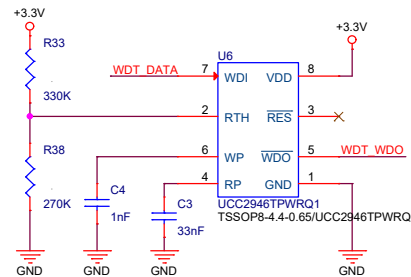 +3.3V
+3.3V
R33
U6
WDT_DATA
7
WDI
VDD
8
330K
2
RTH
RES
3
R38
6
WP
WDO
5
WDT_WDO
C4
4
RP
GND
1
270K
1nF
C3
UCC2946TPWRQ1
TSSOP8-4.4-0.65/UCC2946TPWRQ
33nF
GND
GND
GND
GND